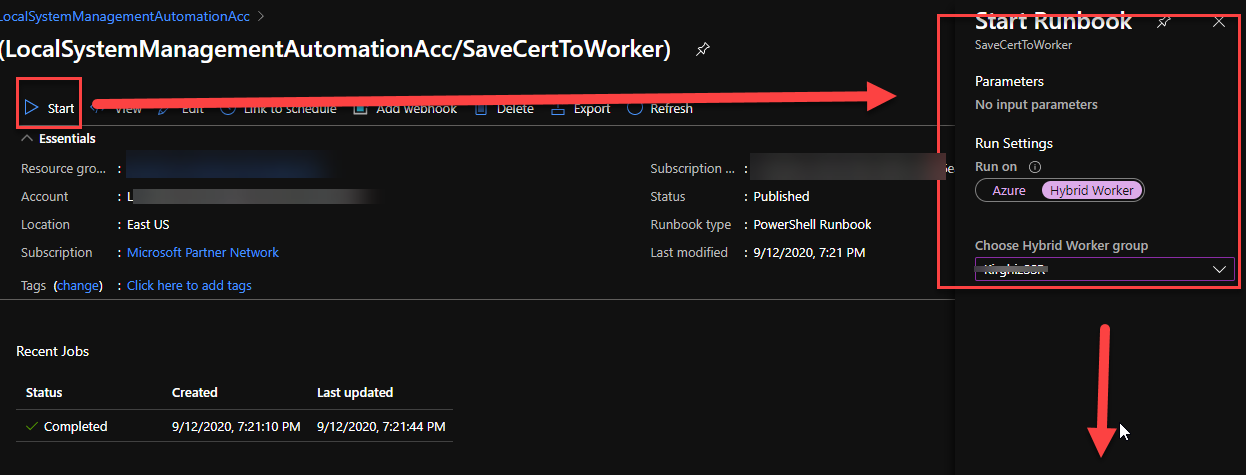 LocalSystemManagementAutomationAcc
(LocalSystemManagementAutomationAcc/SaveCertToWorker)
Start View Edit Link to schedule Add webhook Delete Export Refresh
Essentials
Resource gro... :
Account : L
Location : East US
Subscription : Microsoft Partner Network
Tags (change) : Click here to add tags
Subscription ... :
Status : Published
Runbook type : PowerShell Runbook
Last modified : 9/12/2020, 7:21 PM
Recent Jobs
Status Created Last updated
Completed 9/12/2020, 7:21:10 PM 9/12/2020, 7:21:44 PM
Start Runbook
SaveCertToWorker
Parameters
No input parameters
Run Settings
Run on
Azure Hybrid Worker
Choose Hybrid Worker group